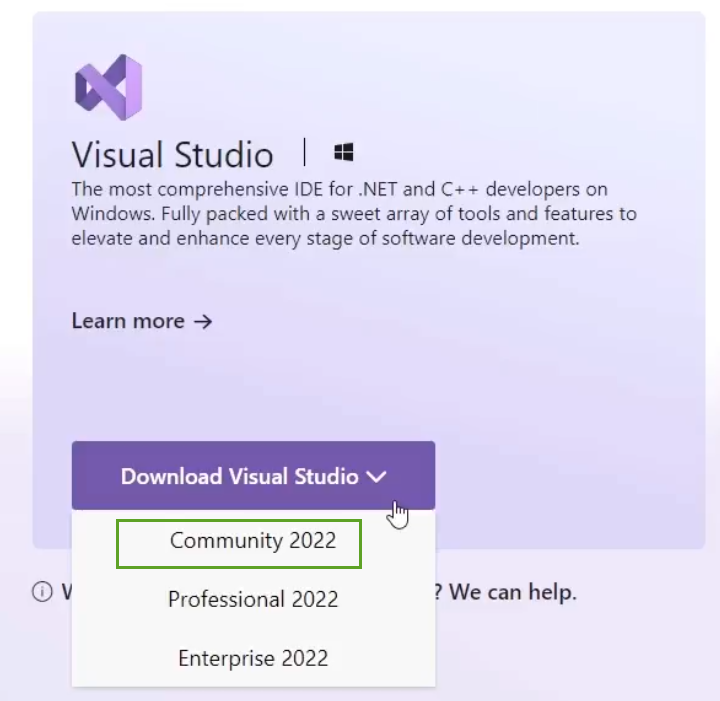 Visual Studio
The most comprehensive IDE for .NET and C++ developers on
Windows. Fully packed with a sweet array of tools and features to
elevate and enhance every stage of software development.
Learn more →
Download Visual Studio
Community 2022
Professional 2022
Enterprise 2022
? We can help.